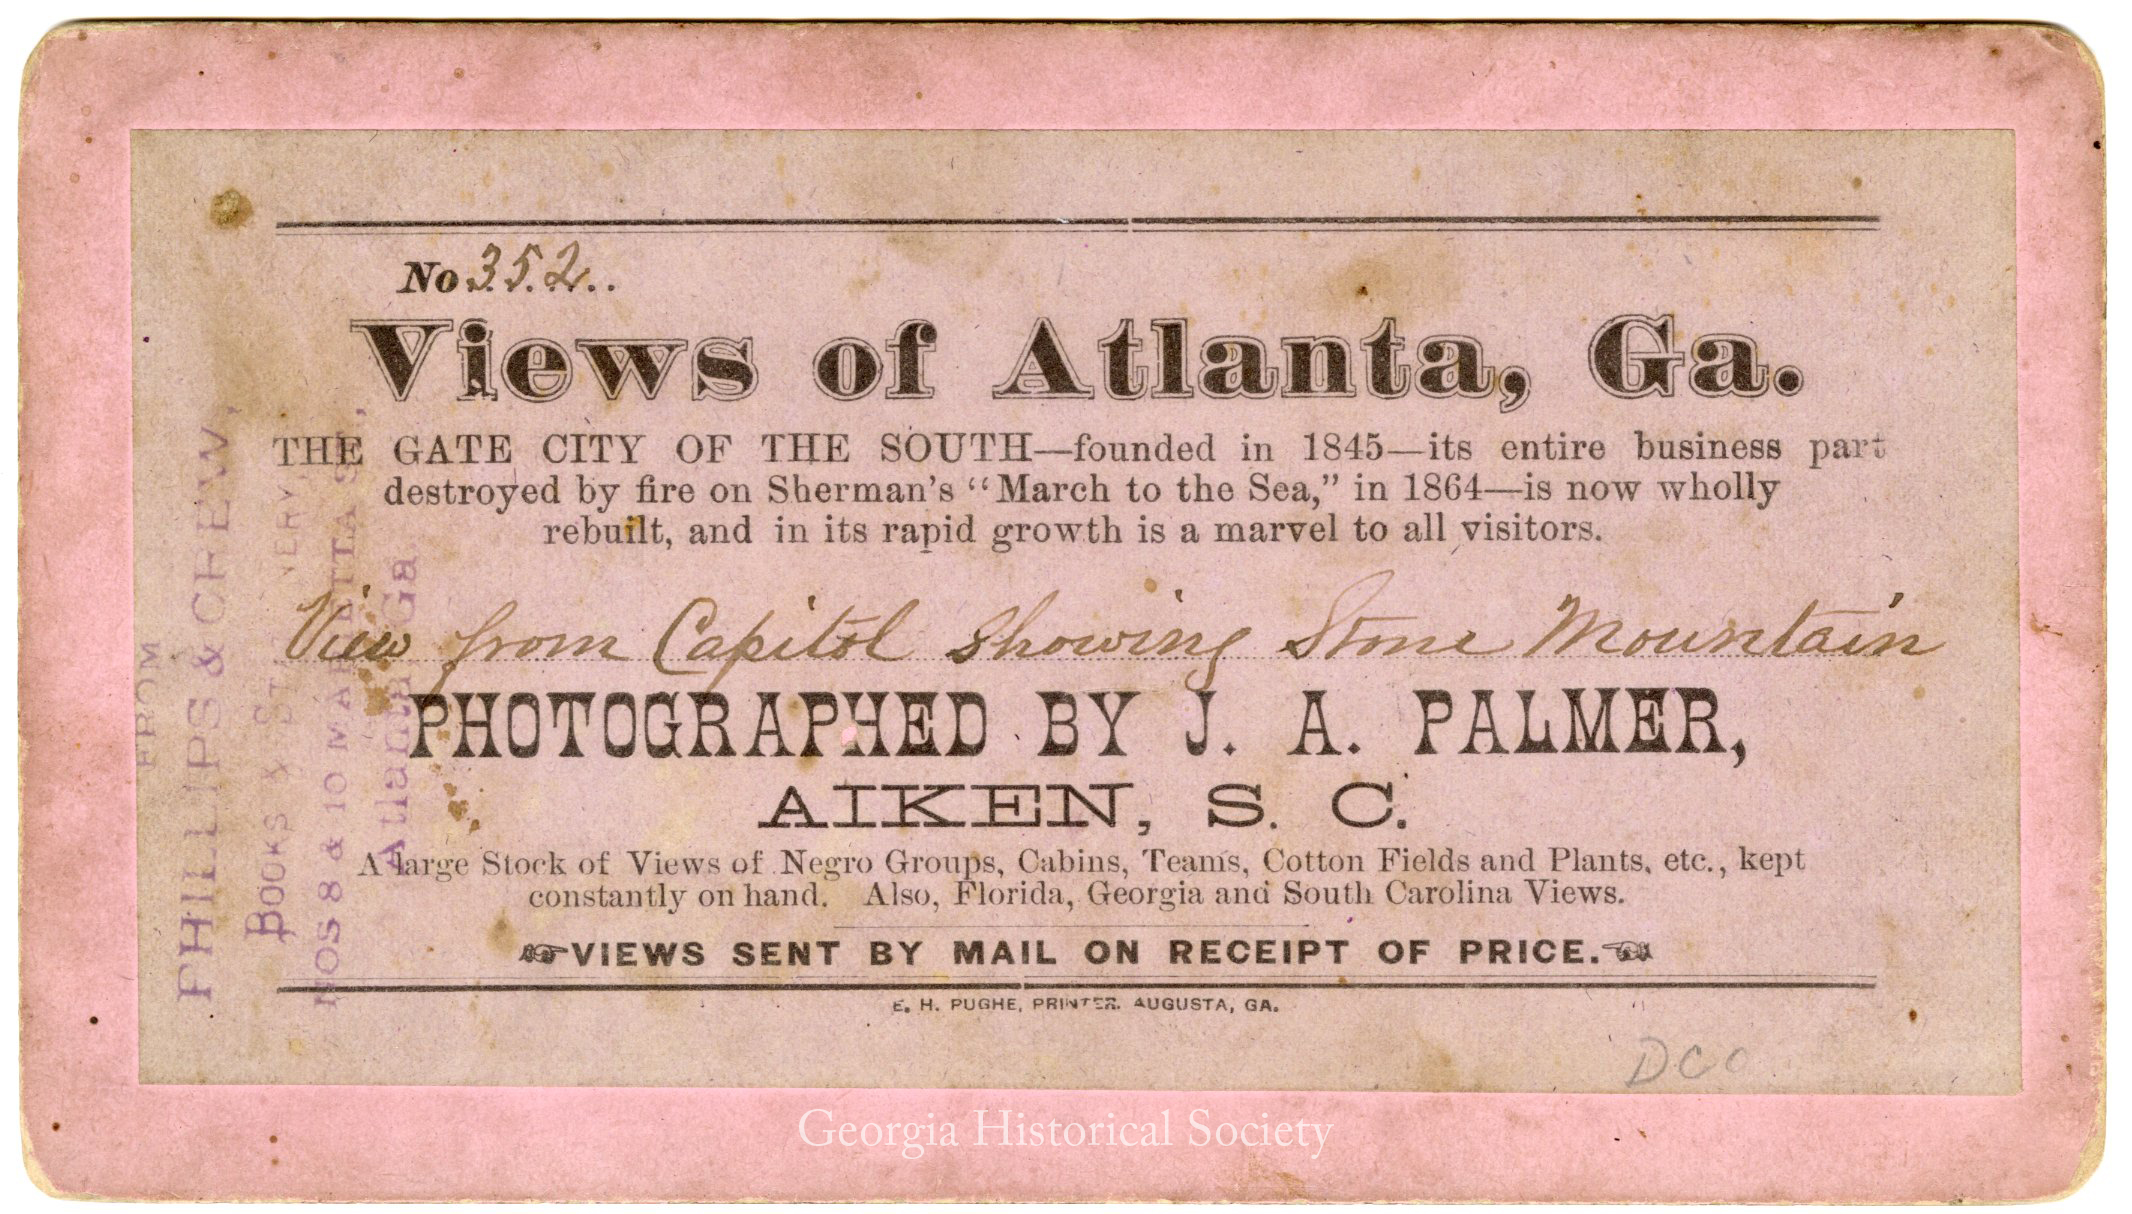 No 352..
Views of Atlanta, Ga.
THE GATE CITY OF THE SOUTH—founded in 1845—its entire business part
destroyed by fire on Sherman's “March to the Sea,” in 1864—is now wholly
rebuilt, and in its rapid growth is a marvel to all visitors.
View from Capitol showing Stone Mountain
PHOTOGRAPHED BY J. A. PALMER,
AIKEN, S. C.
A large Stock of Views of Negro Groups, Cabins, Teams, Cotton Fields and Plants, etc., kept
constantly on hand. Also, Florida, Georgia and South Carolina Views.
VIEWS SENT BY MAIL ON RECEIPT OF PRICE.
E. H. PUGHE, PRINTER. AUGUSTA, GA.
FROM
PHILLIPS & CREW,
BOOKS &
NOS 8 & 10 MARIETTA ST.,
Atlanta, Ga.
Georgia Historical Society